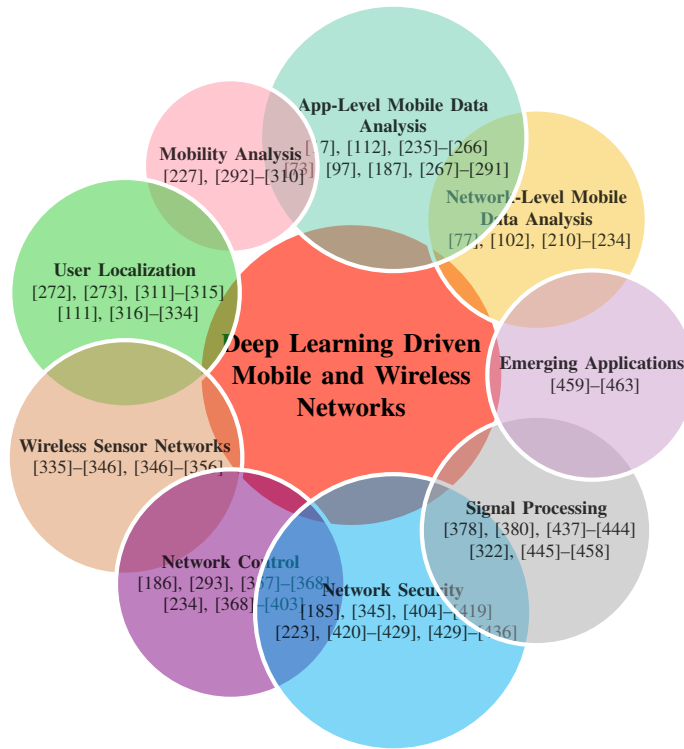 App-Level Mobile Data
Analysis
[17], [112], [235]–[266]
[73] [97], [187], [267]–[291]
Mobility Analysis
[227], [292]–[310]
Network-Level Mobile
Data Analysis
[77], [102], [210]–[234]
User Localization
[272], [273], [311]–[315]
[111], [316]–[334]
Deep Learning Driven
Mobile and Wireless
Networks
Emerging Applications
[459]–[463]
Wireless Sensor Networks
[335]–[346], [346]–[356]
Signal Processing
[378], [380], [437]–[444]
[322], [445]–[458]
Network Control
[186], [293], [357]–[368]
[234], [368]–[403]
Network Security
[185], [345], [404]–[419]
[223], [420]–[429], [429]–[436]